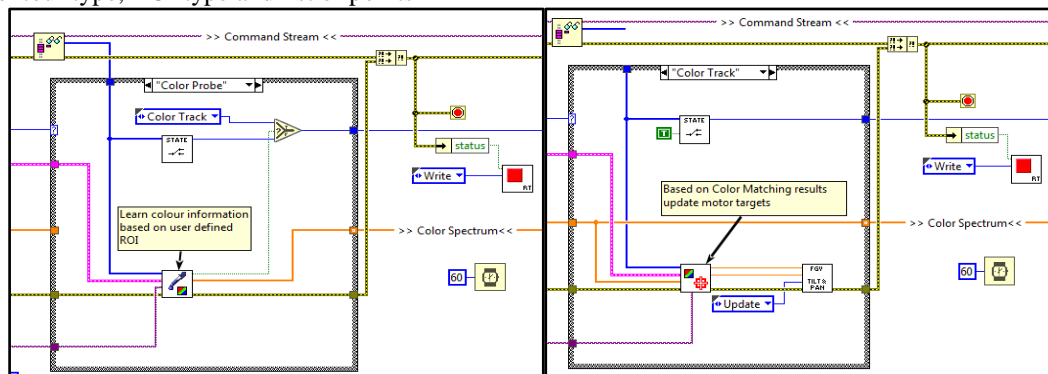 >> Command Stream <<
"Color Probe"
Color Track
STATE
status
Write
RT
Learn colour information
based on user defined
ROI
>> Color Spectrum<<
60
>> Command Stream <<
"Color Track"
STATE
T
status
Write
RT
Based on Color Matching results
update motor targets
>> Color Spectrum<<
FGV
TILT &
PAN
60
Update